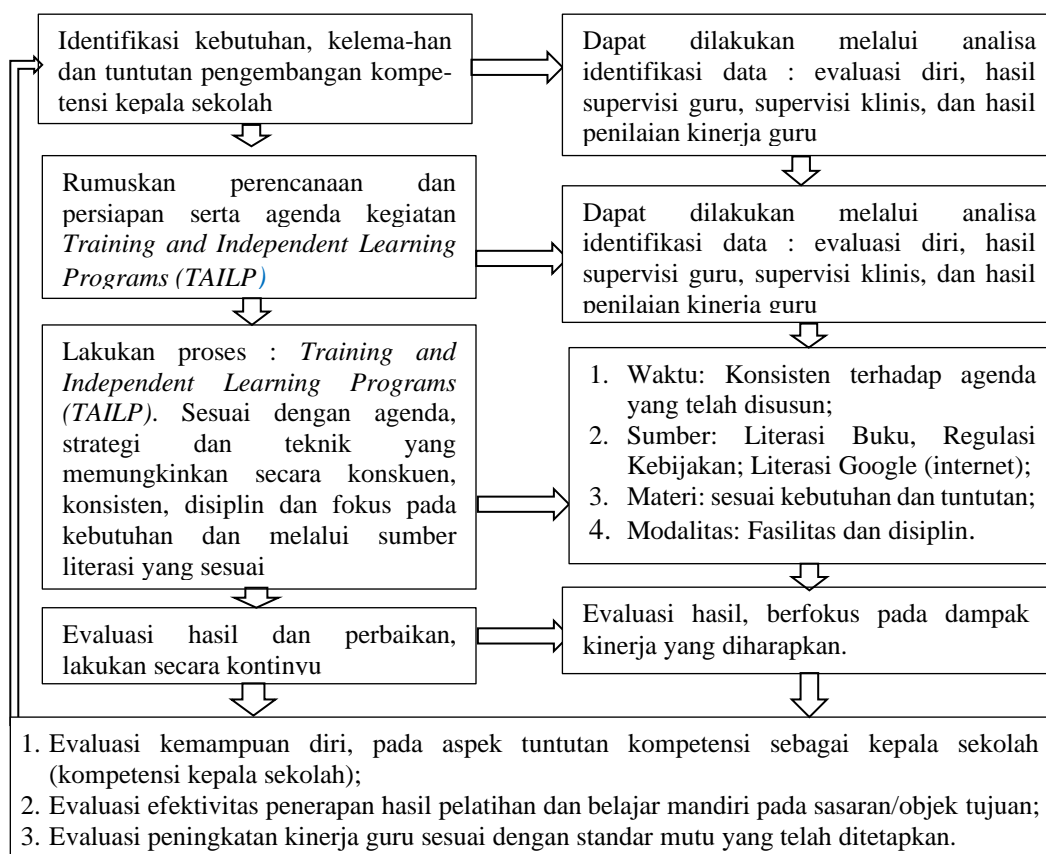 Identifikasi kebutuhan, kelema-han
dan tuntutan pengembangan kompe-
tensi kepala sekolah
Dapat dilakukan melalui analisa
identifikasi data : evaluasi diri, hasil
supervisi guru, supervisi klinis, dan hasil
penilaian kinerja guru
Rumuskan perencanaan dan
persiapan serta agenda kegiatan
Training and Independent Learning
Programs (TAILP)
Dapat dilakukan melalui analisa
identifikasi data : evaluasi diri, hasil
supervisi guru, supervisi klinis, dan hasil
penilaian kinerja guru
Lakukan proses : Training and
Independent Learning Programs
(TAILP). Sesuai dengan agenda,
strategi dan teknik yang
memungkinkan secara konskuen,
konsisten, disiplin dan fokus pada
kebutuhan dan melalui sumber
literasi yang sesuai
1. Waktu: Konsisten terhadap agenda
yang telah disusun;
2. Sumber: Literasi Buku, Regulasi
Kebijakan; Literasi Google (internet);
3. Materi: sesuai kebutuhan dan tuntutan;
4. Modalitas: Fasilitas dan disiplin.
Evaluasi hasil dan perbaikan,
lakukan secara kontinyu
Evaluasi hasil, berfokus pada dampak
kinerja yang diharapkan.
1. Evaluasi kemampuan diri, pada aspek tuntutan kompetensi sebagai kepala sekolah
(kompetensi kepala sekolah);
2. Evaluasi efektivitas penerapan hasil pelatihan dan belajar mandiri pada sasaran/objek tujuan;
3. Evaluasi peningkatan kinerja guru sesuai dengan standar mutu yang telah ditetapkan.